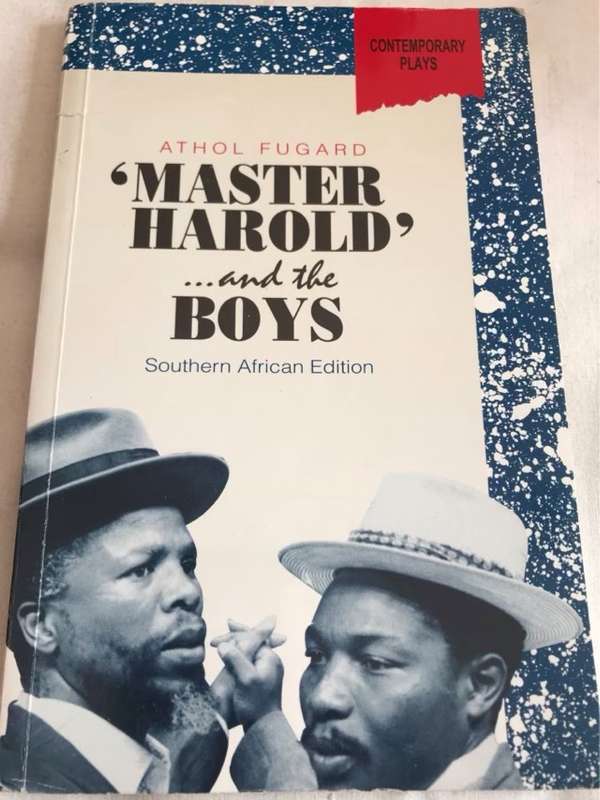 CONTEMPORARY
PLAYS
ATHOL FUGARD
‘MASTER
HAROLD’
...and the
BOYS
Southern African Edition